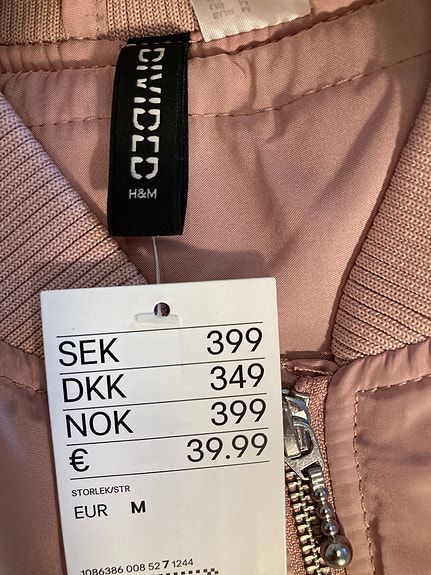 DIVIDED
H&M
SEK 399
DKK 349
NOK 399
€ 39.99
STORLEK/STR
EUR M
1086386 008 52 7 1244